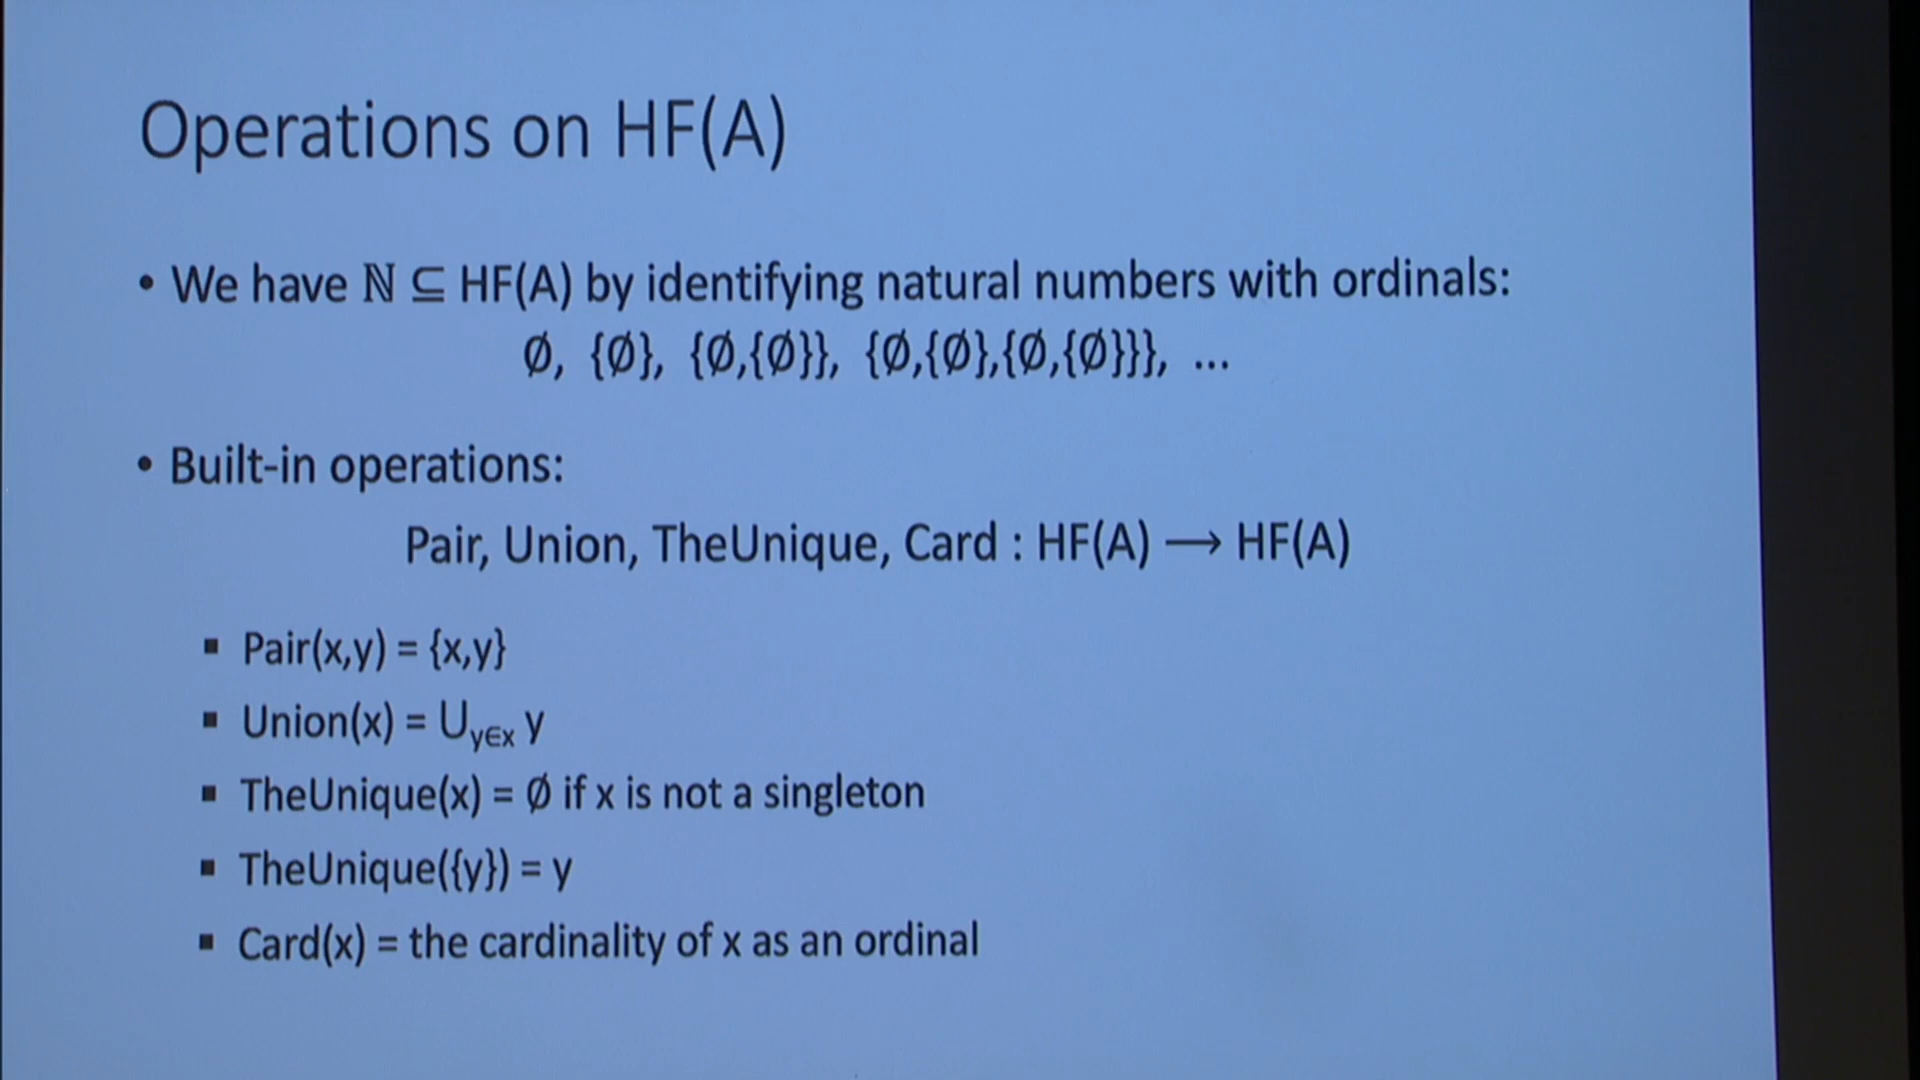 Operations on HF(A)
• We have ℕ ⊆ HF(A) by identifying natural numbers with ordinals:
∅, {∅}, {∅,{∅}}, {∅,{∅},{∅,{∅}}}, ...
• Built-in operations:
Pair, Union, TheUnique, Card : HF(A) ⟶ HF(A)
▪ Pair(x,y) = {x,y}
▪ Union(x) = ∪y∈x y
▪ TheUnique(x) = ∅ if x is not a singleton
▪ TheUnique({y}) = y
▪ Card(x) = the cardinality of x as an ordinal